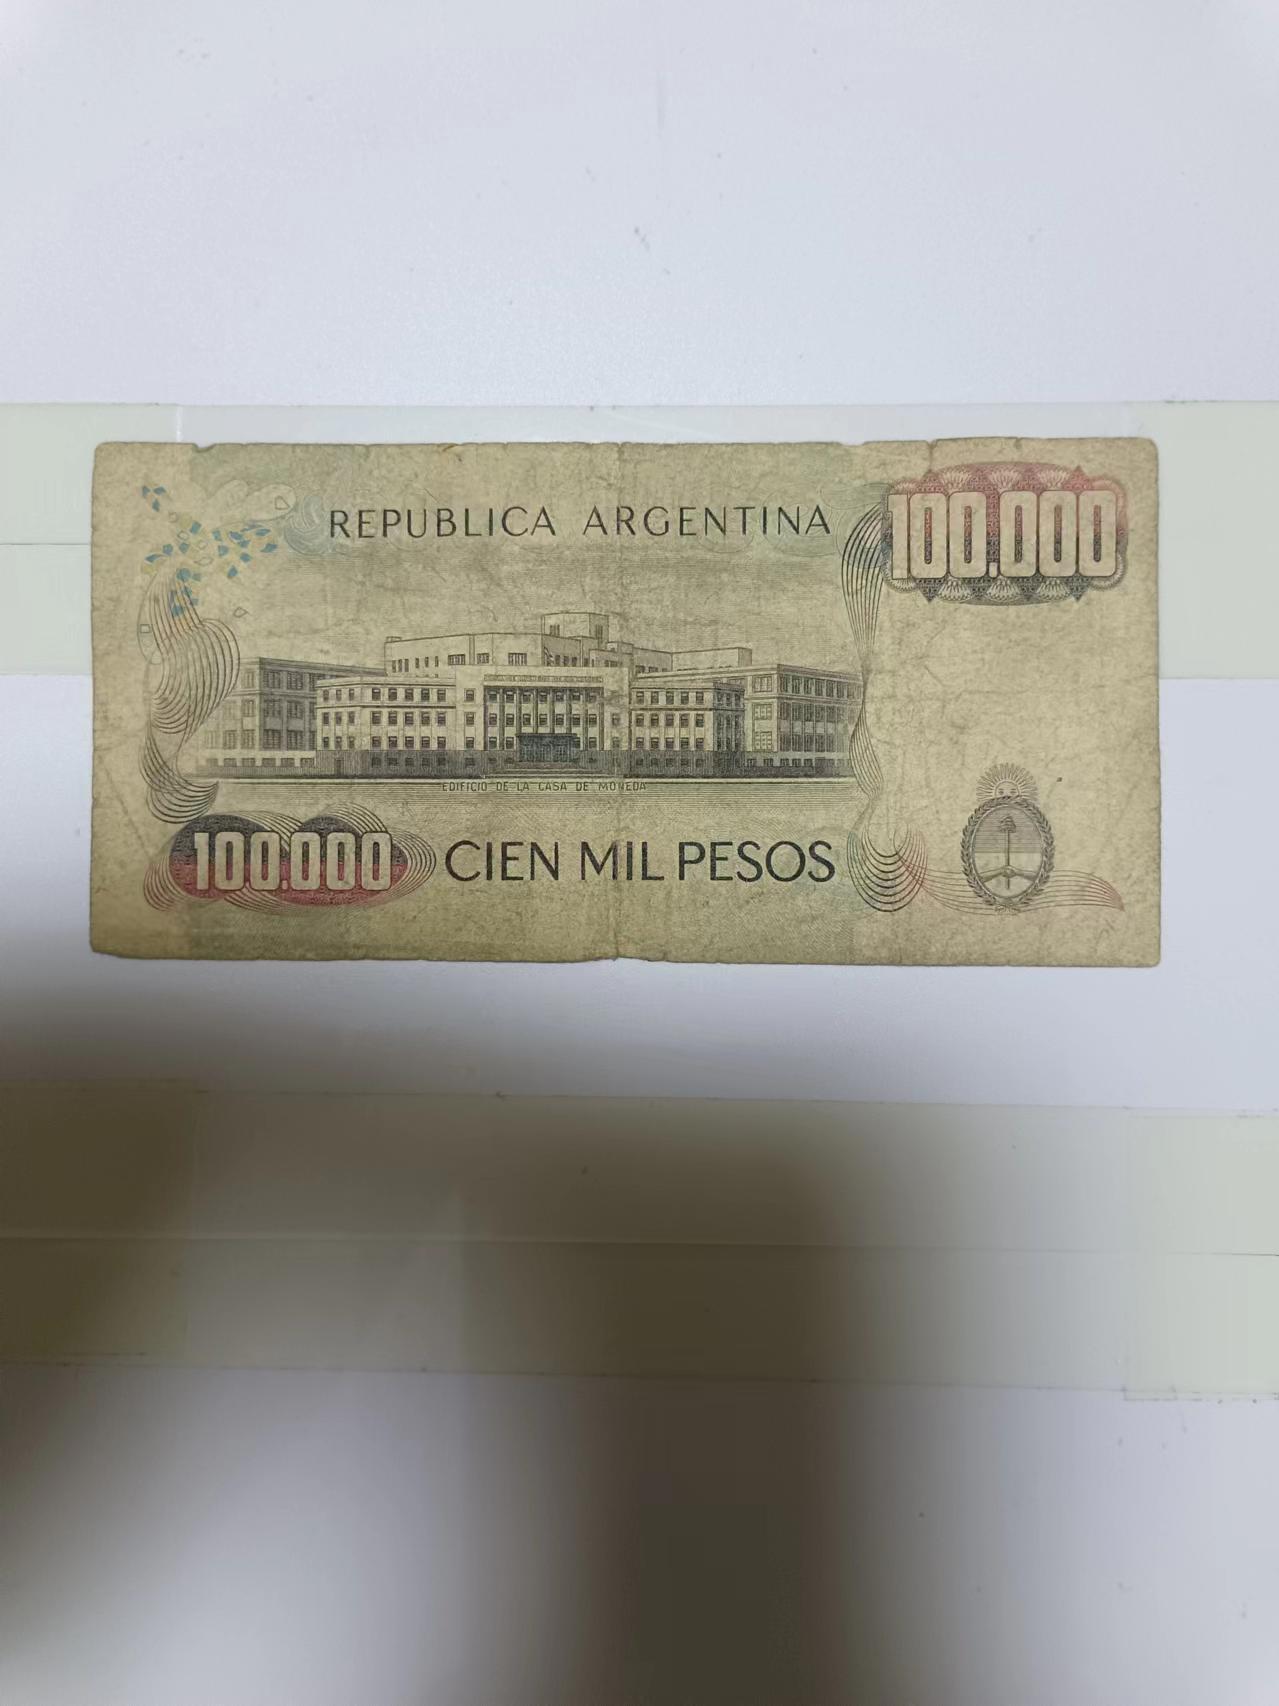 REPUBLICA ARGENTINA
100.000
EDIFICIO DE LA CASA DE MONEDA
100.000
CIEN MIL PESOS